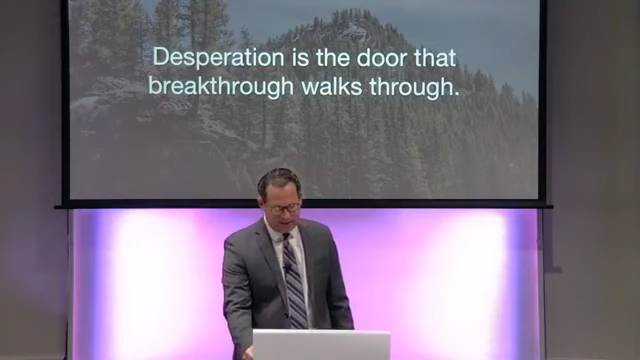 Desperation is the door that
breakthrough walks through.